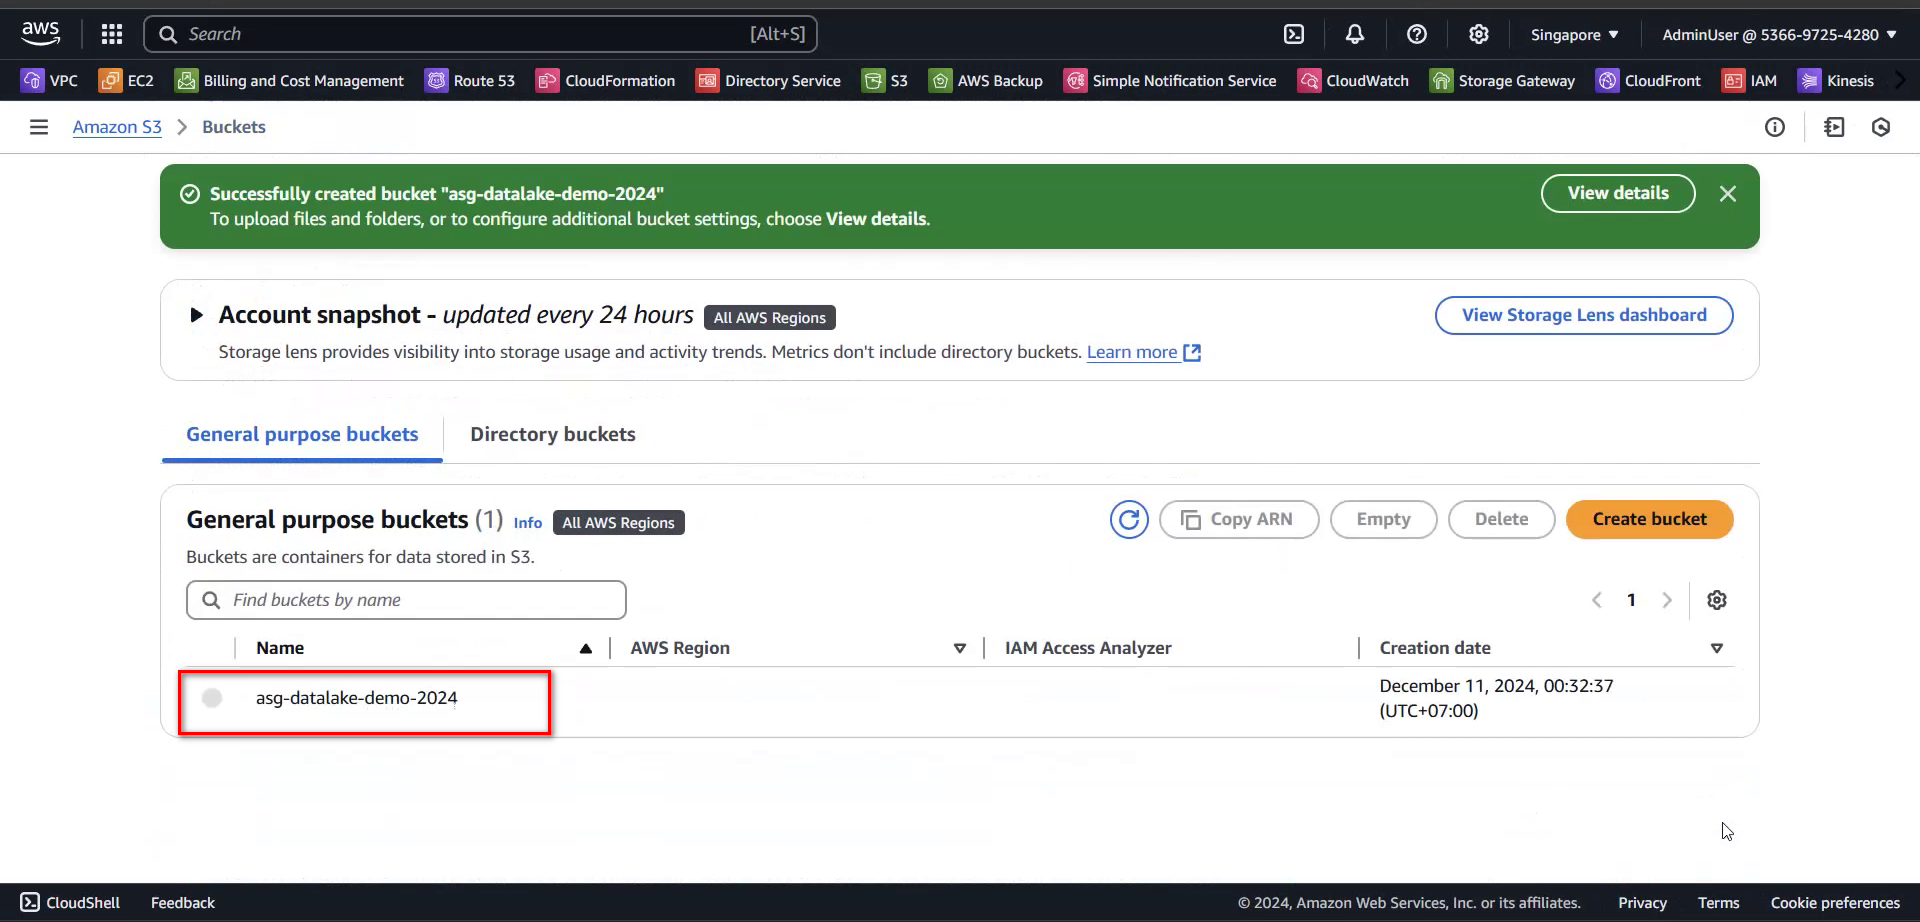 aws
Search [Alt+S]
Singapore ▼ AdminUser @ 5366-9725-4280 ▼
VPC EC2 Billing and Cost Management Route 53 CloudFormation Directory Service S3 AWS Backup Simple Notification Service CloudWatch Storage Gateway CloudFront IAM Kinesis
Amazon S3 > Buckets
Successfully created bucket "asg-datalake-demo-2024"
To upload files and folders, or to configure additional bucket settings, choose View details.
View details
Account snapshot - updated every 24 hours All AWS Regions
View Storage Lens dashboard
Storage lens provides visibility into storage usage and activity trends. Metrics don't include directory buckets. Learn more
General purpose buckets Directory buckets
General purpose buckets (1) Info All AWS Regions
Copy ARN Empty Delete Create bucket
Buckets are containers for data stored in S3.
Find buckets by name
1
Name AWS Region IAM Access Analyzer Creation date
asg-datalake-demo-2024
December 11, 2024, 00:32:37
(UTC+07:00)
CloudShell Feedback © 2024, Amazon Web Services, Inc. or its affiliates. Privacy Terms Cookie preferences